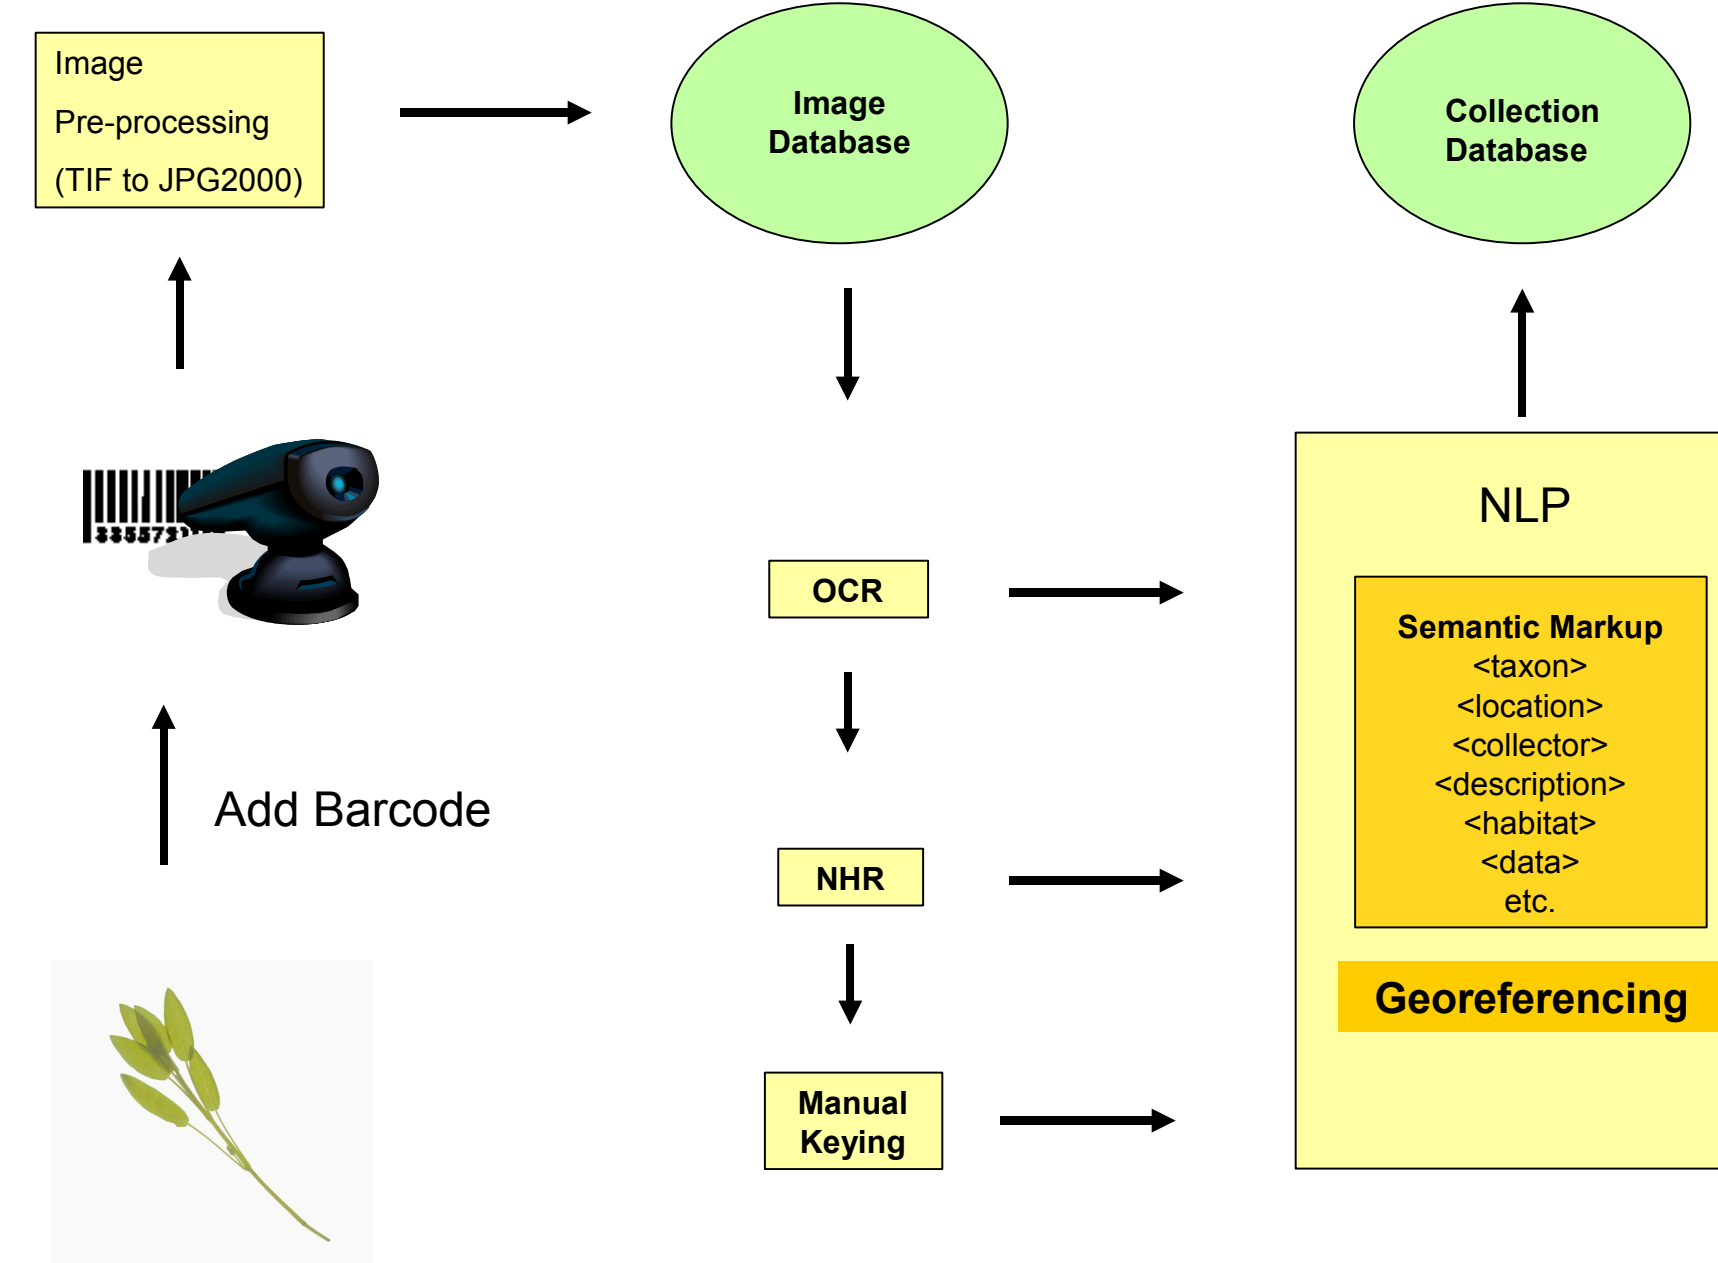 Image
Pre-processing
(TIF to JPG2000)
Image
Database
Collection
Database
Add Barcode
OCR
NHR
Manual
Keying
NLP
Semantic Markup
<taxon>
<location>
<collector>
<description>
<habitat>
<data>
etc.
Georeferencing